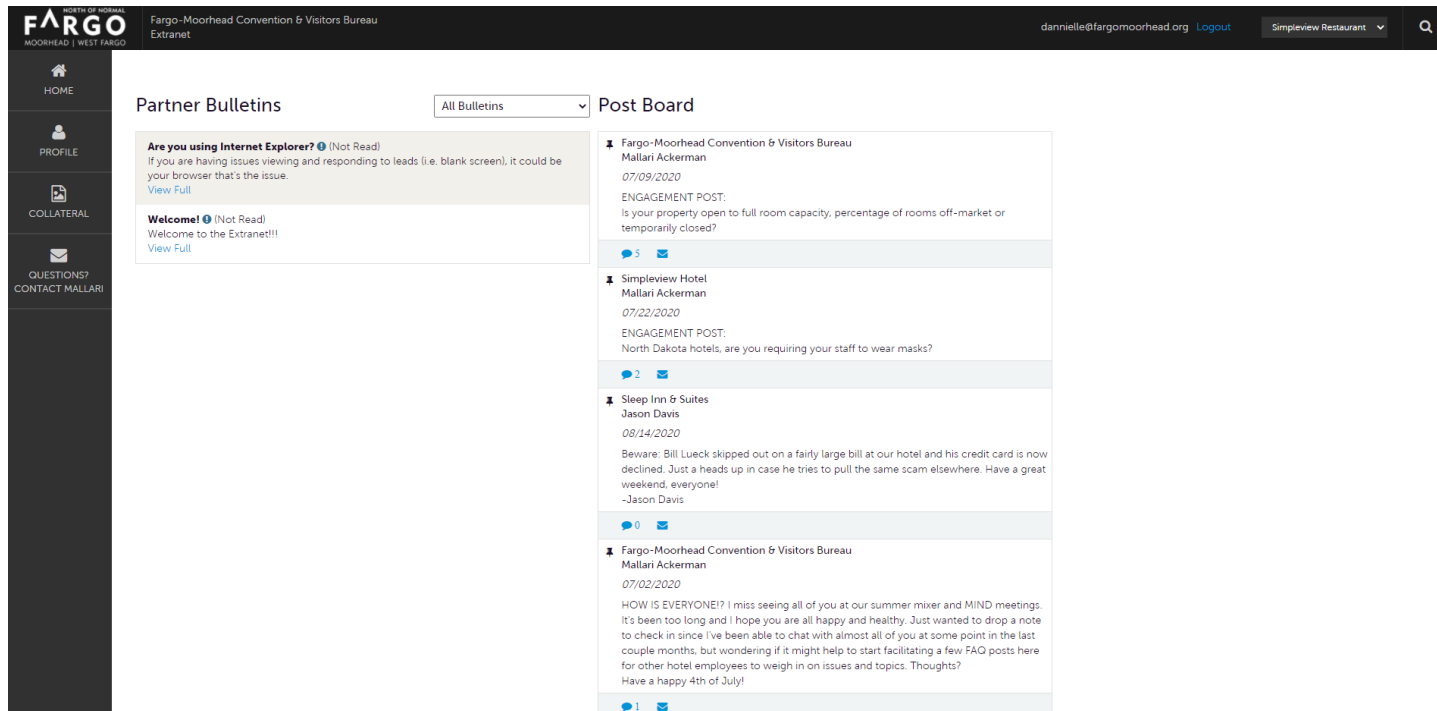 NORTH OF NORMAL
FARGO
MOORHEAD | WEST FARGO
Fargo-Moorhead Convention & Visitors Bureau
Extranet
dannielle@fargomoorhead.org Logout
Simpleview Restaurant
HOME
PROFILE
COLLATERAL
QUESTIONS?
CONTACT MALLARI
Partner Bulletins
All Bulletins
Are you using Internet Explorer? (Not Read)
If you are having issues viewing and responding to leads (i.e. blank screen), it could be
your browser that's the issue.
View Full
Welcome! (Not Read)
Welcome to the Extranet!!!
View Full
Post Board
Fargo-Moorhead Convention & Visitors Bureau
Mallari Ackerman
07/09/2020
ENGAGEMENT POST:
Is your property open to full room capacity, percentage of rooms off-market or
temporarily closed?
5
Simpleview Hotel
Mallari Ackerman
07/22/2020
ENGAGEMENT POST:
North Dakota hotels, are you requiring your staff to wear masks?
2
Sleep Inn & Suites
Jason Davis
08/14/2020
Beware: Bill Lueck skipped out on a fairly large bill at our hotel and his credit card is now
declined. Just a heads up in case he tries to pull the same scam elsewhere. Have a great
weekend, everyone!
-Jason Davis
0
Fargo-Moorhead Convention & Visitors Bureau
Mallari Ackerman
07/02/2020
HOW IS EVERYONE!? I miss seeing all of you at our summer mixer and MIND meetings.
It's been too long and I hope you are all happy and healthy. Just wanted to drop a note
to check in since I've been able to chat with almost all of you at some point in the last
couple months, but wondering if it might help to start facilitating a few FAQ posts here
for other hotel employees to weigh in on issues and topics. Thoughts?
Have a happy 4th of July!
1